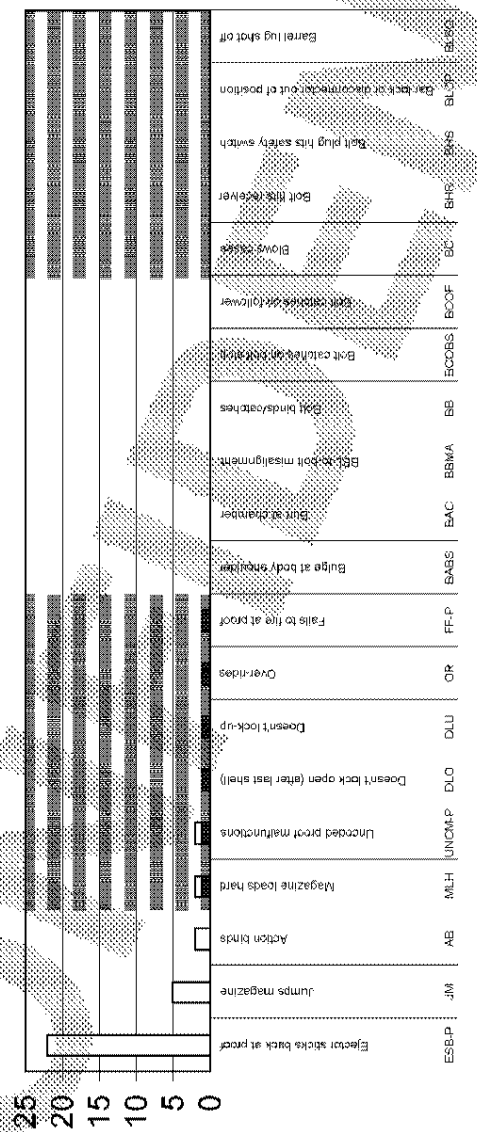 25
20
15
10
5
0
Ejector sticks back at proof
ESB-P
Jumps magazine
JM
Action binds
AB
Magazine loads hard
MLH
Uncoded proof malfunctions
UNCM-P
Doesn't lock open (after last shell)
DLO
Doesn't lock-up
DLU
Over-rides
OR
Fails to fire at proof
FF-P
Bulge at body shoulder
BABS
Burr at chamber
BAC
BBL-to-bolt misalignment
BBMA
Bolt binds/catches
BB
Bolt catches on bolt stop
BCOBS
Bolt catches on follower
BCOF
Blows cases
BC
Bolt hits receiver
BHR
Bolt plug hits safety switch
BHS
Bar lock or disconnector out of position
BLOP
Barrel lug shot off
BLSO